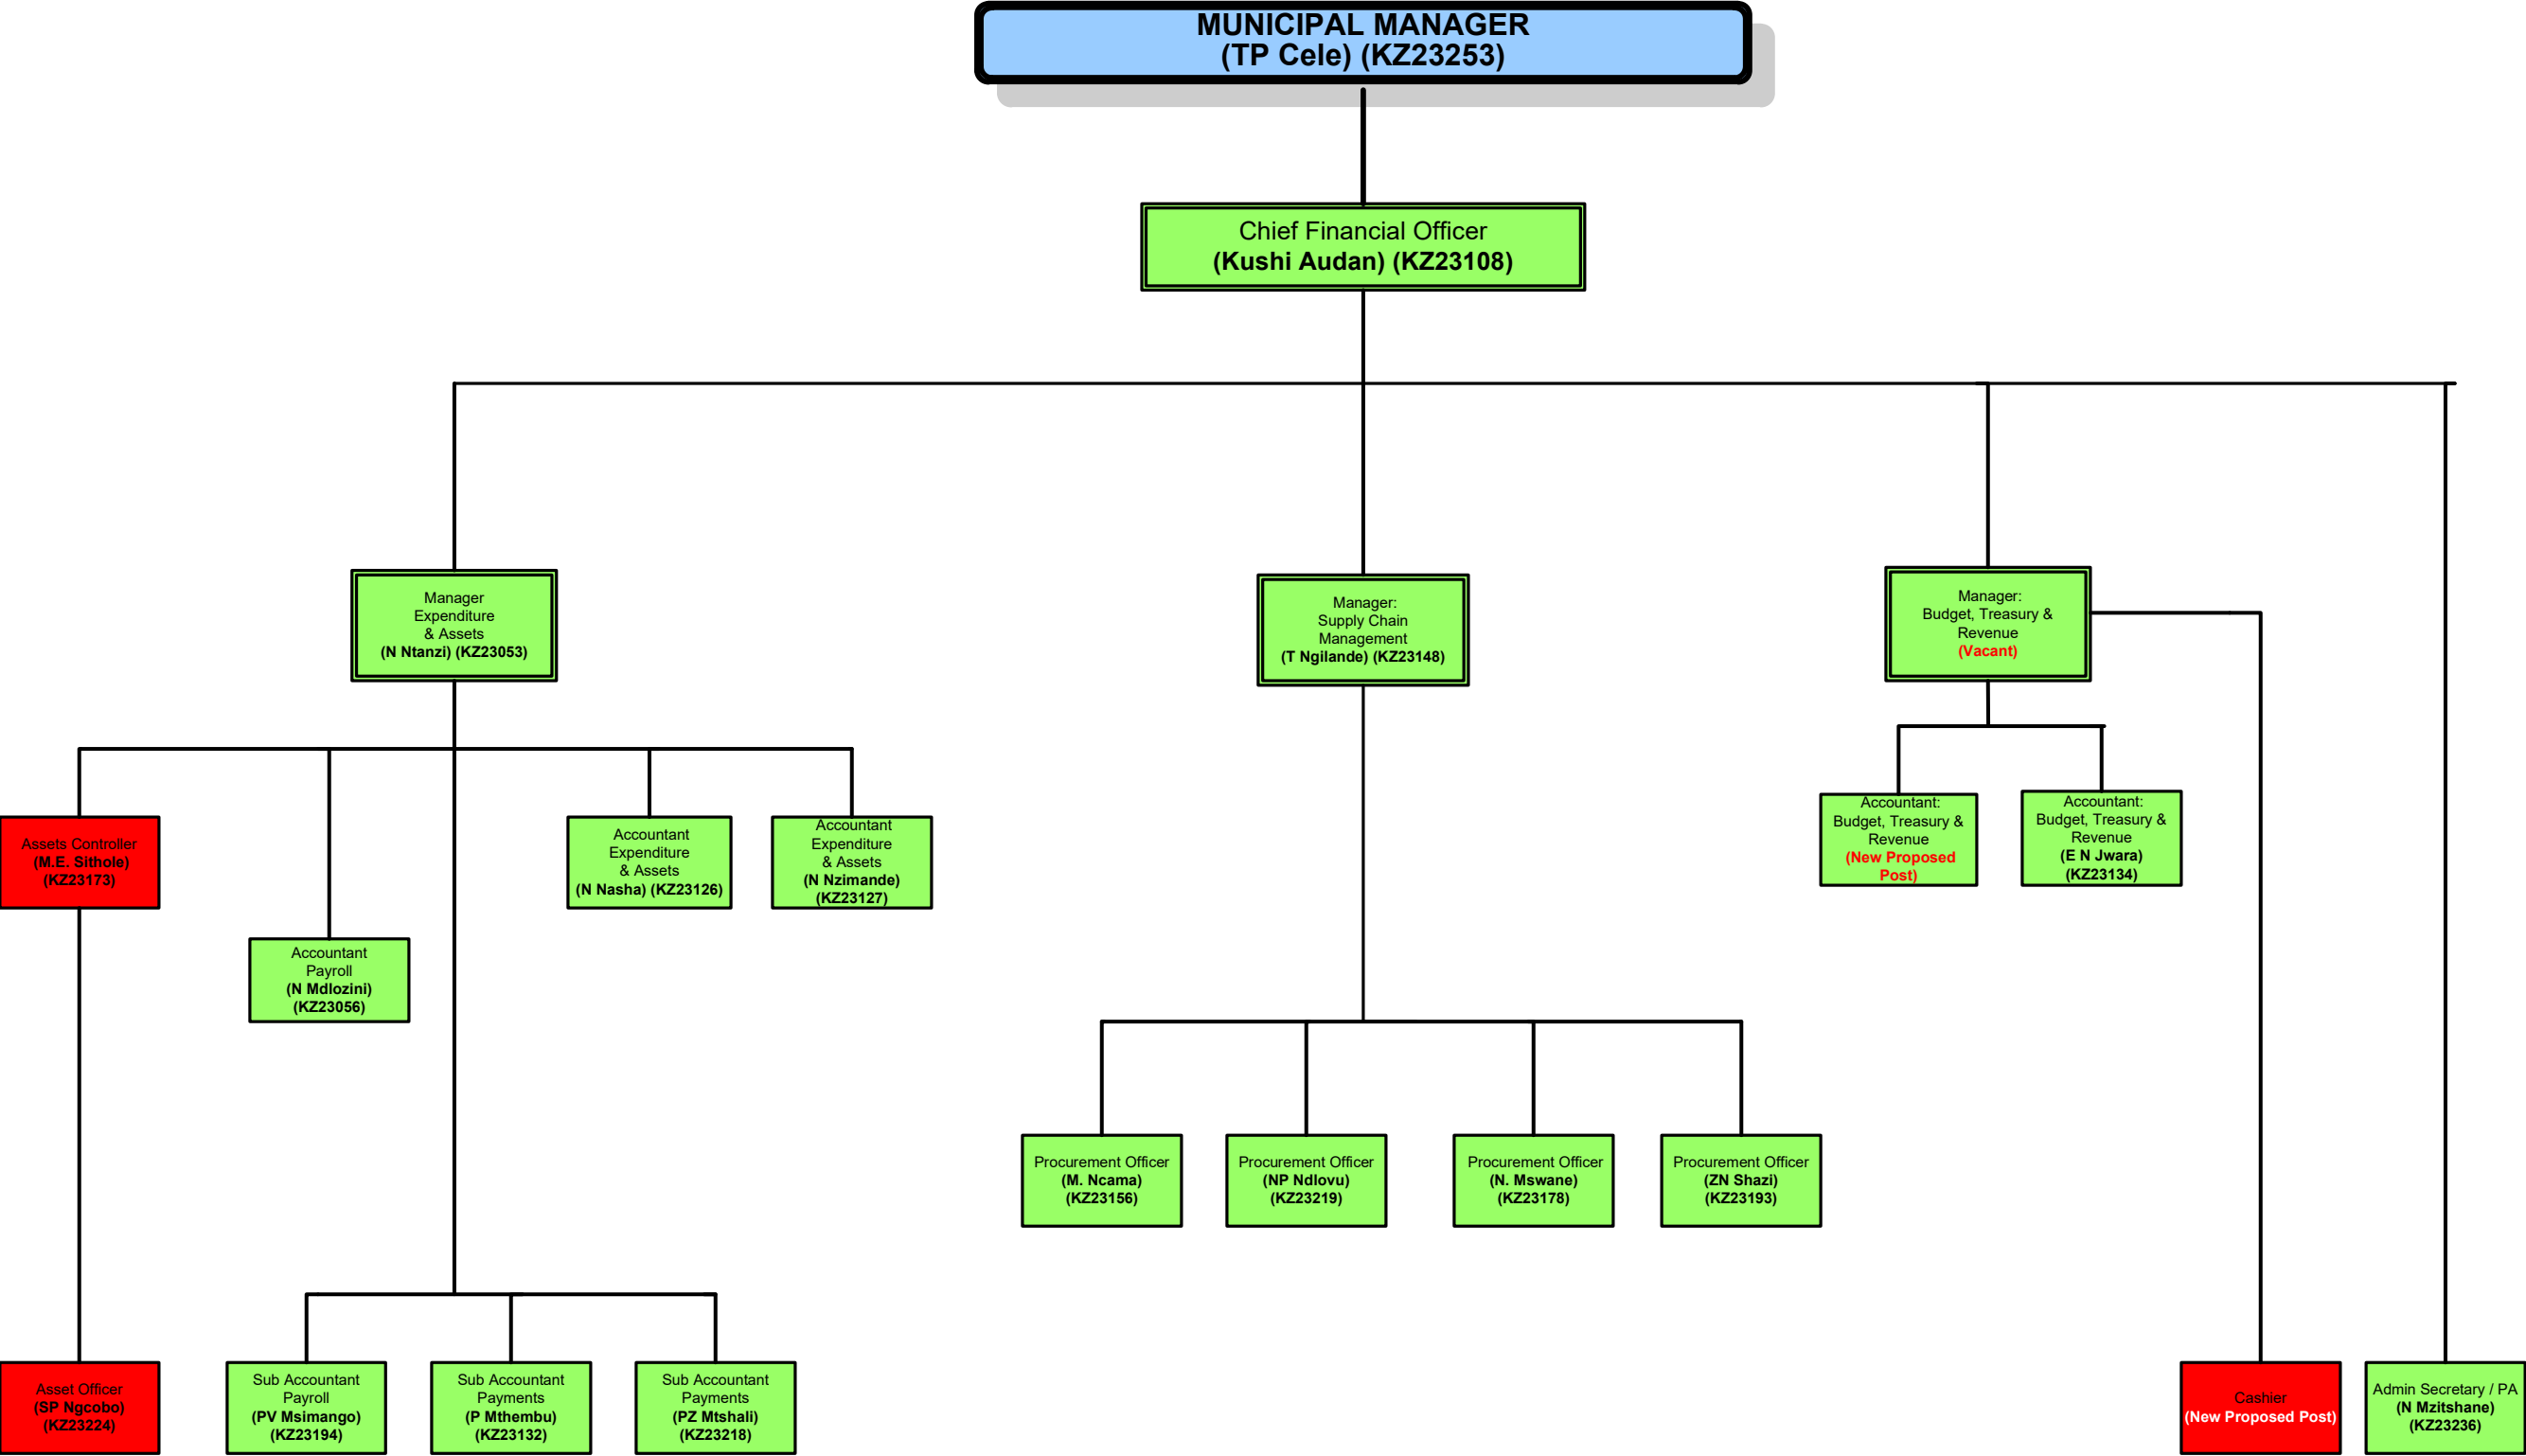 MUNICIPAL MANAGER
(TP Cele) (KZ23253)
Chief Financial Officer
(Kushi Audan) (KZ23108)
Manager
Expenditure
& Assets
(N Ntanzi) (KZ23053)
Manager:
Supply Chain
Management
(T Ngilande) (KZ23148)
Manager:
Budget, Treasury &
Revenue
(Vacant)
Assets Controller
(M.E. Sithole)
(KZ23173)
Accountant
Payroll
(N Mdlozini)
(KZ23056)
Accountant
Expenditure
& Assets
(N Nasha) (KZ23126)
Accountant
Expenditure
& Assets
(N Nzimande)
(KZ23127)
Accountant:
Budget, Treasury &
Revenue
(New Proposed
Post)
Accountant:
Budget, Treasury &
Revenue
(E N Jwara)
(KZ23134)
Procurement Officer
(M. Ncama)
(KZ23156)
Procurement Officer
(NP Ndlovu)
(KZ23219)
Procurement Officer
(N. Mswane)
(KZ23178)
Procurement Officer
(ZN Shazi)
(KZ23193)
Asset Officer
(SP Ngcobo)
(KZ23224)
Sub Accountant
Payroll
(PV Msimango)
(KZ23194)
Sub Accountant
Payments
(P Mthembu)
(KZ23132)
Sub Accountant
Payments
(PZ Mtshali)
(KZ23218)
Cashier
(New Proposed Post)
Admin Secretary / PA
(N Mzitshane)
(KZ23236)